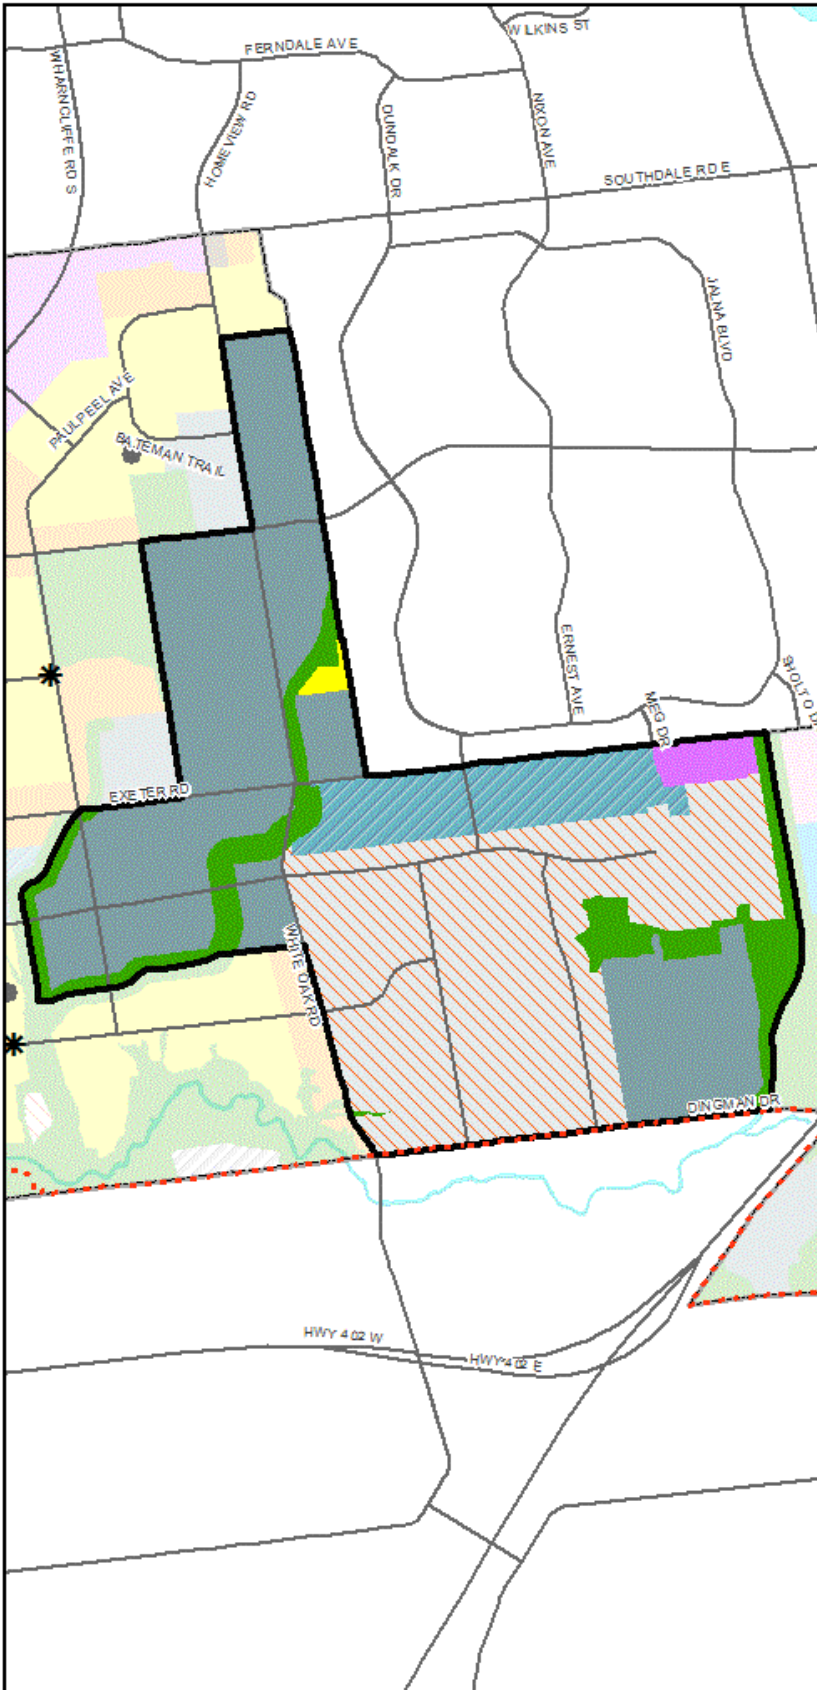 WILKINS ST
FERNDALE AVE
WHARNCLIFFE RD S
HOMEVIEW RD
DUNDALK DR
NIXON AVE
SOUTHDALE RD E
JALNA BLVD
PAULPEEL AVE
BATEMAN TRAIL
ERNEST AVE
MEG DR
SHOLTO D
EXETER RD
WHITE OAK RD
DINGMAN DR
HWY 402 W
HWY 402 E